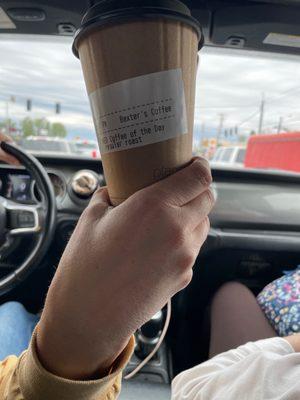 Baxter's Coffee
Coffee of the Day
regular roast